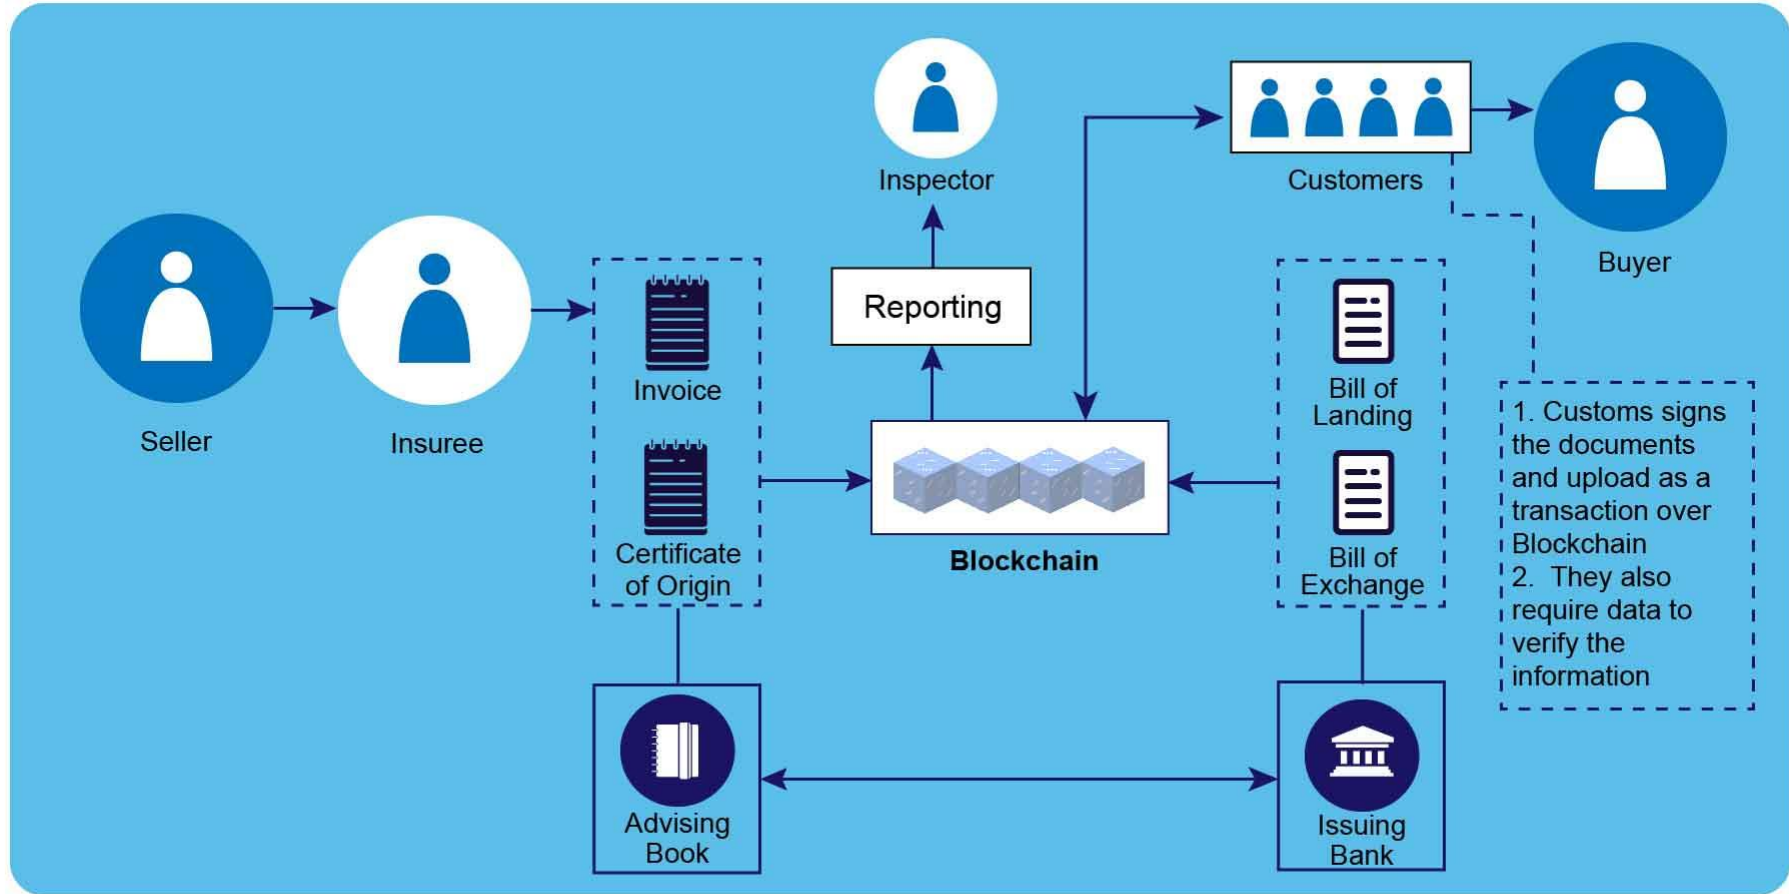 Inspector
Customers
Buyer
Seller
Insuree
Invoice
Certificate
of Origin
Reporting
Blockchain
Bill of
Landing
Bill of
Exchange
1. Customs signs
the documents
and upload as a
transaction over
Blockchain
2.  They also
require data to
verify the
information
Advising
Book
Issuing
Bank